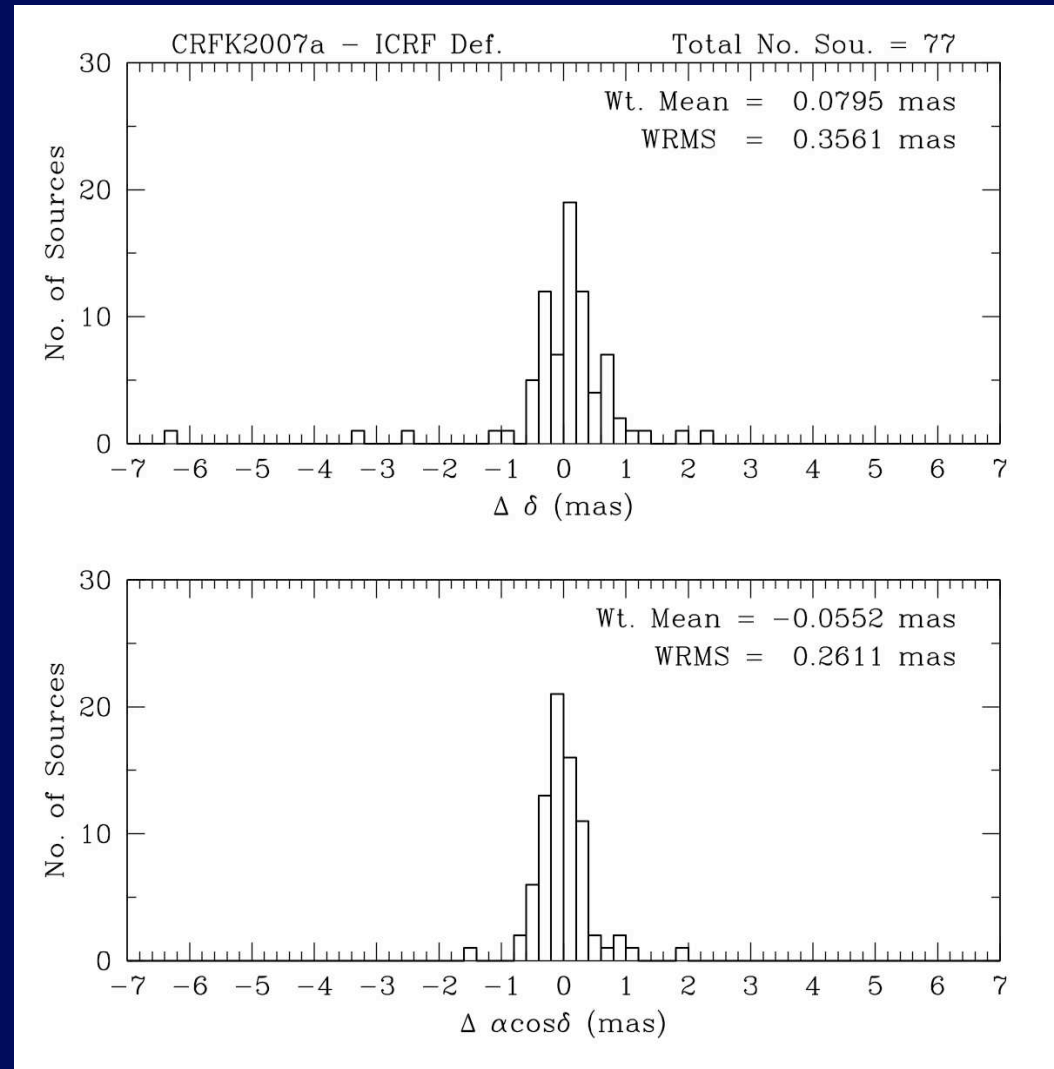 CRFK2007a − ICRF Def. Total No. Sou. = 77
30
Wt. Mean = 0.0795 mas
WRMS = 0.3561 mas
20
No. of Sources
10
0
−7 −6 −5 −4 −3 −2 −1 0 1 2 3 4 5 6 7
Δ δ (mas)
30
Wt. Mean = −0.0552 mas
WRMS = 0.2611 mas
20
No. of Sources
10
0
−7 −6 −5 −4 −3 −2 −1 0 1 2 3 4 5 6 7
Δ αcosδ (mas)